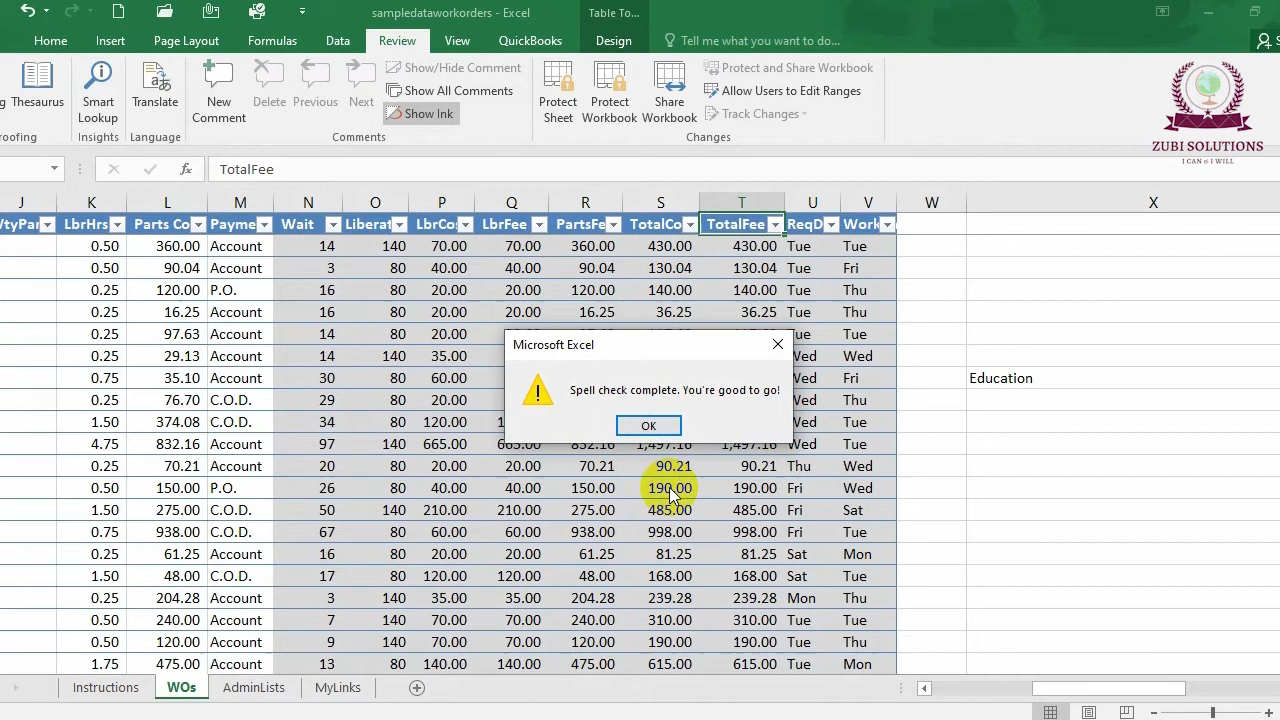 sampledataworkorders - Excel
Table To...
Home Insert Page Layout Formulas Data Review View QuickBooks Design Tell me what you want to do...
Show/Hide Comment Protect and Share Workbook
Thesaurus Smart Lookup Translate New Comment Delete Previous Next Show All Comments Protect Sheet Protect Workbook Share Workbook Allow Users to Edit Ranges
Show Ink Track Changes
roofing Insights Language Comments Changes
ZUBI SOLUTIONS
I CAN & I WILL
fx TotalFee
J K L M N O P Q R S T U V W X
VtyPar LbrHrs Parts Co Payme Wait Liberat LbrCos LbrFee PartsFe TotalCo TotalFee ReqD Work
0.50 360.00 Account 14 140 70.00 70.00 360.00 430.00 430.00 Tue Tue
0.50 90.04 Account 3 80 40.00 40.00 90.04 130.04 130.04 Tue Fri
0.25 120.00 P.O. 16 80 20.00 20.00 120.00 140.00 140.00 Tue Thu
0.25 16.25 Account 16 80 20.00 20.00 16.25 36.25 36.25 Tue Thu
0.25 97.63 Account 14 80 20.00 Tue Tue
0.25 29.13 Account 14 140 35.00 Wed Wed
0.75 35.10 Account 30 80 60.00 Wed Fri Education
0.25 76.70 C.O.D. 29 80 20.00 Wed Thu
1.50 374.08 C.O.D. 34 80 120.00 Wed Tue
4.75 832.16 Account 97 140 665.00 665.00 832.16 1,497.16 1,497.16 Wed Tue
0.25 70.21 Account 20 80 20.00 20.00 70.21 90.21 90.21 Thu Wed
0.50 150.00 P.O. 26 80 40.00 40.00 150.00 190.00 190.00 Fri Wed
1.50 275.00 C.O.D. 50 140 210.00 210.00 275.00 485.00 485.00 Fri Sat
0.75 938.00 C.O.D. 67 80 60.00 60.00 938.00 998.00 998.00 Fri Tue
0.25 61.25 Account 16 80 20.00 20.00 61.25 81.25 81.25 Sat Mon
1.50 48.00 C.O.D. 17 80 120.00 120.00 48.00 168.00 168.00 Sat Tue
0.25 204.28 Account 3 140 35.00 35.00 204.28 239.28 239.28 Mon Thu
0.50 240.00 Account 7 140 70.00 70.00 240.00 310.00 310.00 Tue Tue
0.50 120.00 Account 9 140 70.00 70.00 120.00 190.00 190.00 Tue Thu
1.75 475.00 Account 13 80 140.00 140.00 475.00 615.00 615.00 Tue Mon
Microsoft Excel
Spell check complete. You're good to go!
OK
Instructions WOs AdminLists MyLinks